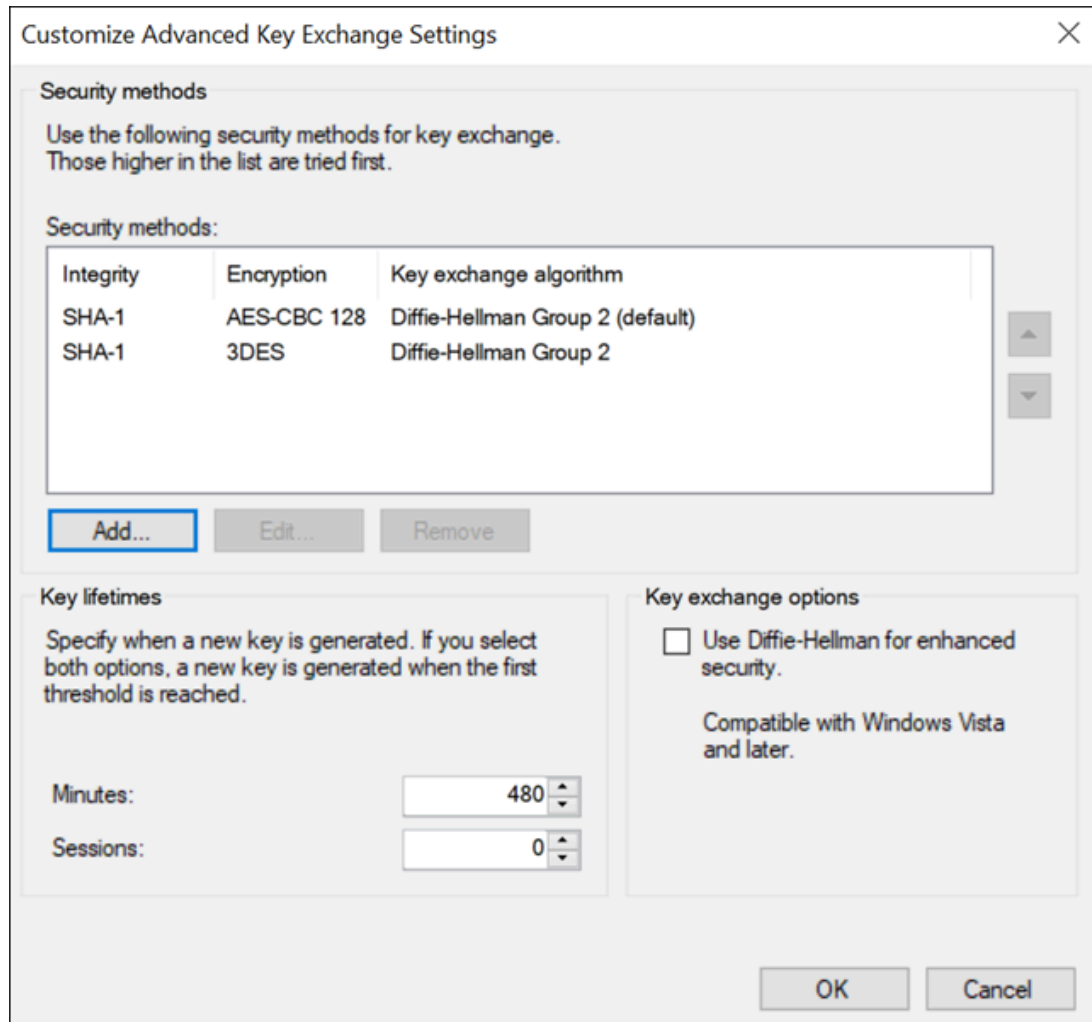 Customize Advanced Key Exchange Settings
Security methods
Use the following security methods for key exchange.
Those higher in the list are tried first.
Security methods:
Integrity Encryption Key exchange algorithm
SHA-1 AES-CBC 128 Diffie-Hellman Group 2 (default)
SHA-1 3DES Diffie-Hellman Group 2
Add... Edit... Remove
Key lifetimes
Specify when a new key is generated. If you select
both options, a new key is generated when the first
threshold is reached.
Minutes: 480
Sessions: 0
Key exchange options
Use Diffie-Hellman for enhanced
security.
Compatible with Windows Vista
and later.
OK Cancel